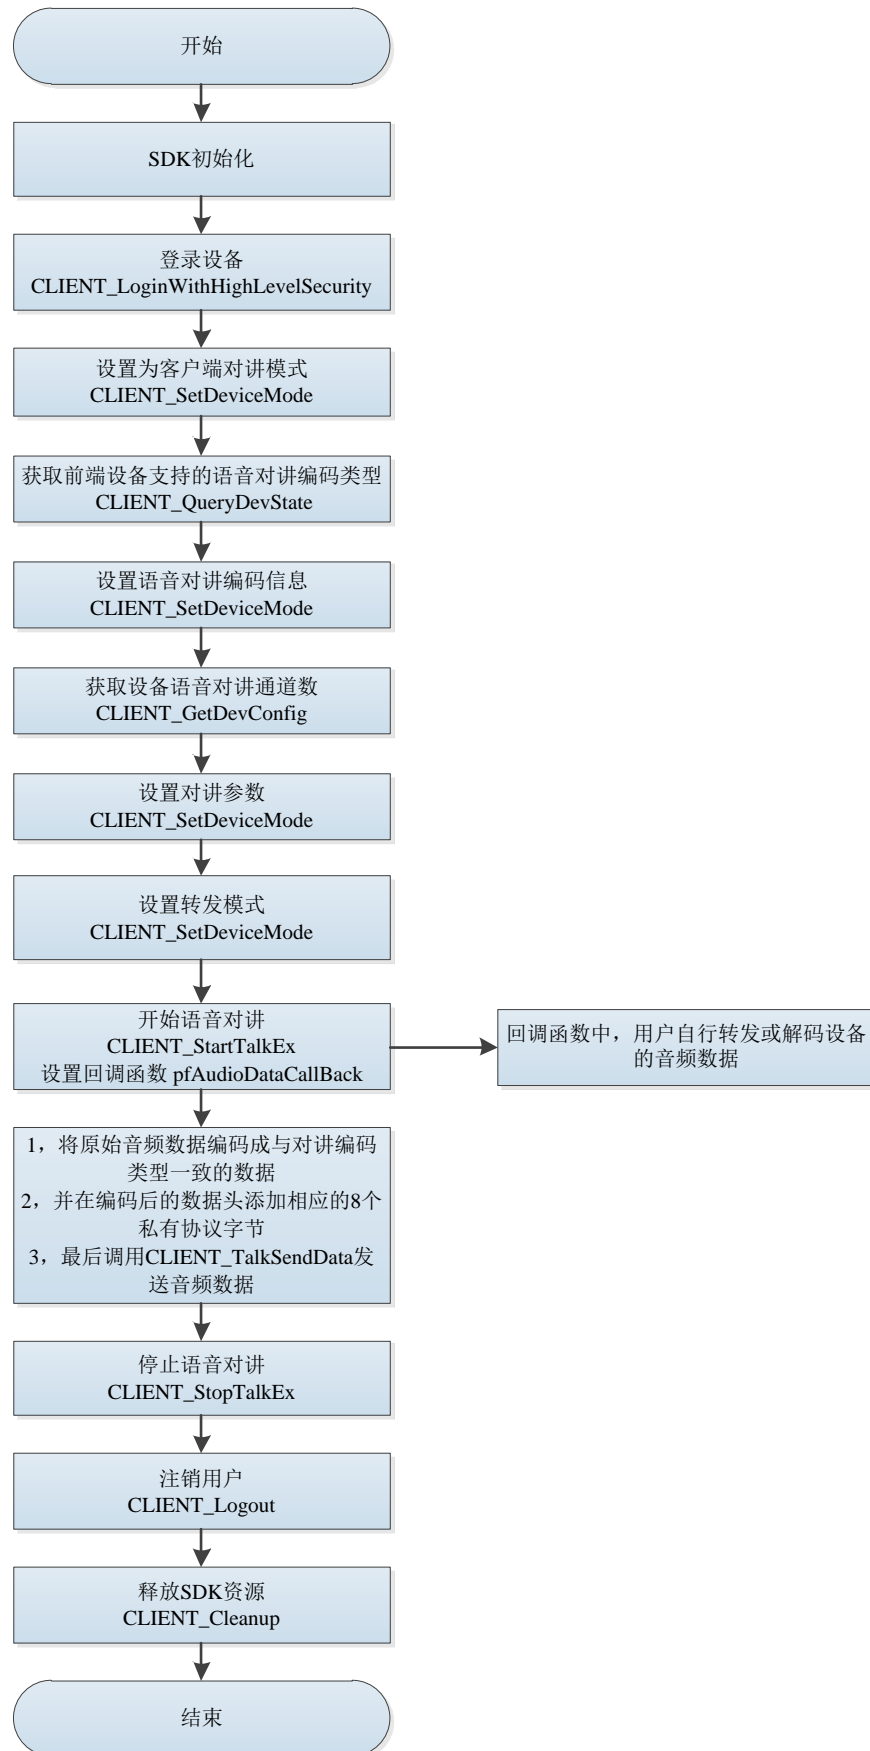 开始
SDK初始化
登录设备
CLIENT_LoginWithHighLevelSecurity
设置为客户端对讲模式
CLIENT_SetDeviceMode
获取前端设备支持的语音对讲编码类型
CLIENT_QueryDevState
设置语音对讲编码信息
CLIENT_SetDeviceMode
获取设备语音对讲通道数
CLIENT_GetDevConfig
设置对讲参数
CLIENT_SetDeviceMode
设置转发模式
CLIENT_SetDeviceMode
开始语音对讲
CLIENT_StartTalkEx
设置回调函数 pfAudioDataCallBack
回调函数中，用户自行转发或解码设备
的音频数据
1，将原始音频数据编码成与对讲编码
类型一致的数据
2，并在编码后的数据头添加相应的8个
私有协议字节
3，最后调用CLIENT_TalkSendData发
送音频数据
停止语音对讲
CLIENT_StopTalkEx
注销用户
CLIENT_Logout
释放SDK资源
CLIENT_Cleanup
结束